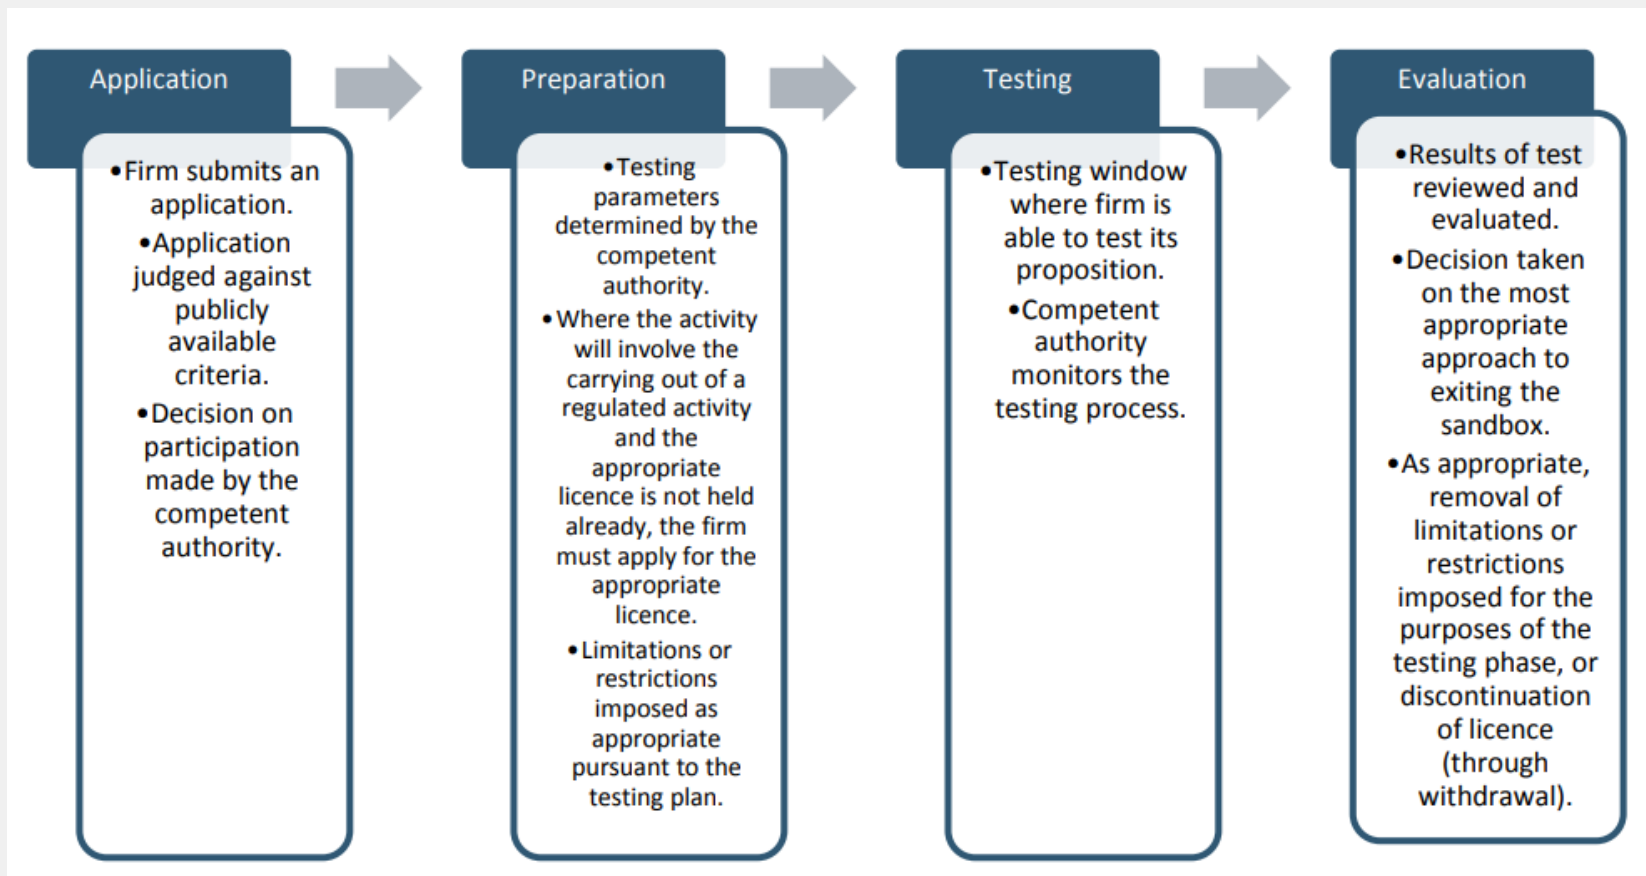 Application
•Firm submits an
application.
•Application
judged against
publicly
available
criteria.
•Decision on
participation
made by the
competent
authority.
Preparation
•Testing
parameters
determined by the
competent
authority.
•Where the activity
will involve the
carrying out of a
regulated activity
and the
appropriate
licence is not held
already, the firm
must apply for the
appropriate
licence.
•Limitations or
restrictions
imposed as
appropriate
pursuant to the
testing plan.
Testing
•Testing window
where firm is
able to test its
proposition.
•Competent
authority
monitors the
testing process.
Evaluation
•Results of test
reviewed and
evaluated.
•Decision taken
on the most
appropriate
approach to
exiting the
sandbox.
•As appropriate,
removal of
limitations or
restrictions
imposed for the
purposes of the
testing phase, or
discontinuation
of licence
(through
withdrawal).